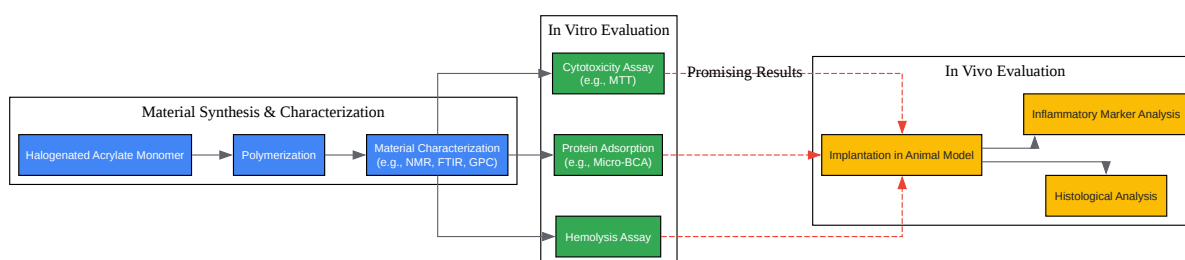 Material Synthesis & Characterization
Halogenated Acrylate Monomer
Polymerization
Material Characterization
(e.g., NMR, FTIR, GPC)
In Vitro Evaluation
Cytotoxicity Assay
(e.g., MTT)
Protein Adsorption
(e.g., Micro-BCA)
Hemolysis Assay
Promising Results
In Vivo Evaluation
Implantation in Animal Model
Inflammatory Marker Analysis
Histological Analysis